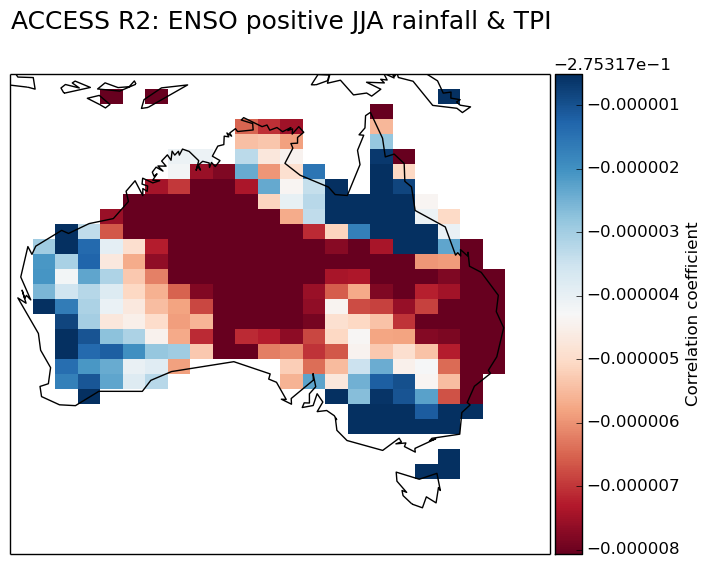 ACCESS R2: ENSO positive JJA rainfall & TPI
−2.75317e−1
−0.000001
−0.000002
−0.000003
−0.000004
−0.000005
−0.000006
−0.000007
−0.000008
Correlation coefficient